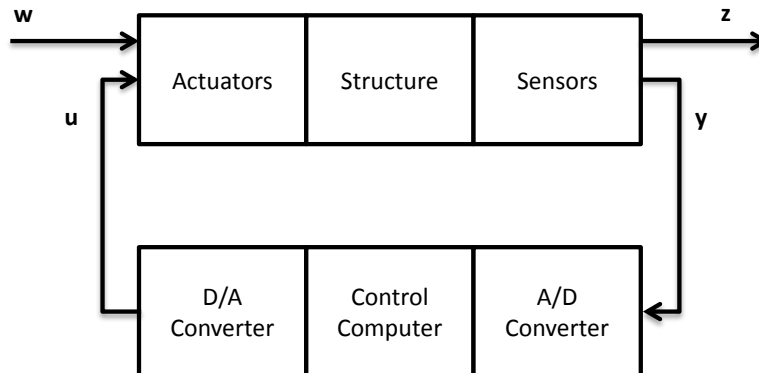 w
z
Actuators
Structure
Sensors
u
y
D/A
Converter
Control
Computer
A/D
Converter